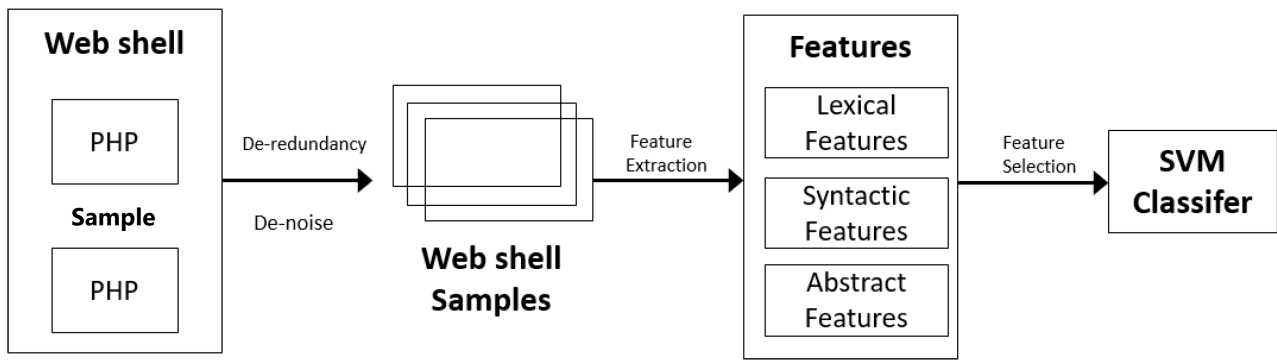 Web shell
PHP
Sample
PHP
De-redundancy
De-noise
Web shell
Samples
Feature
Extraction
Features
Lexical
Features
Syntactic
Features
Abstract
Features
Feature
Selection
SVM
Classifer